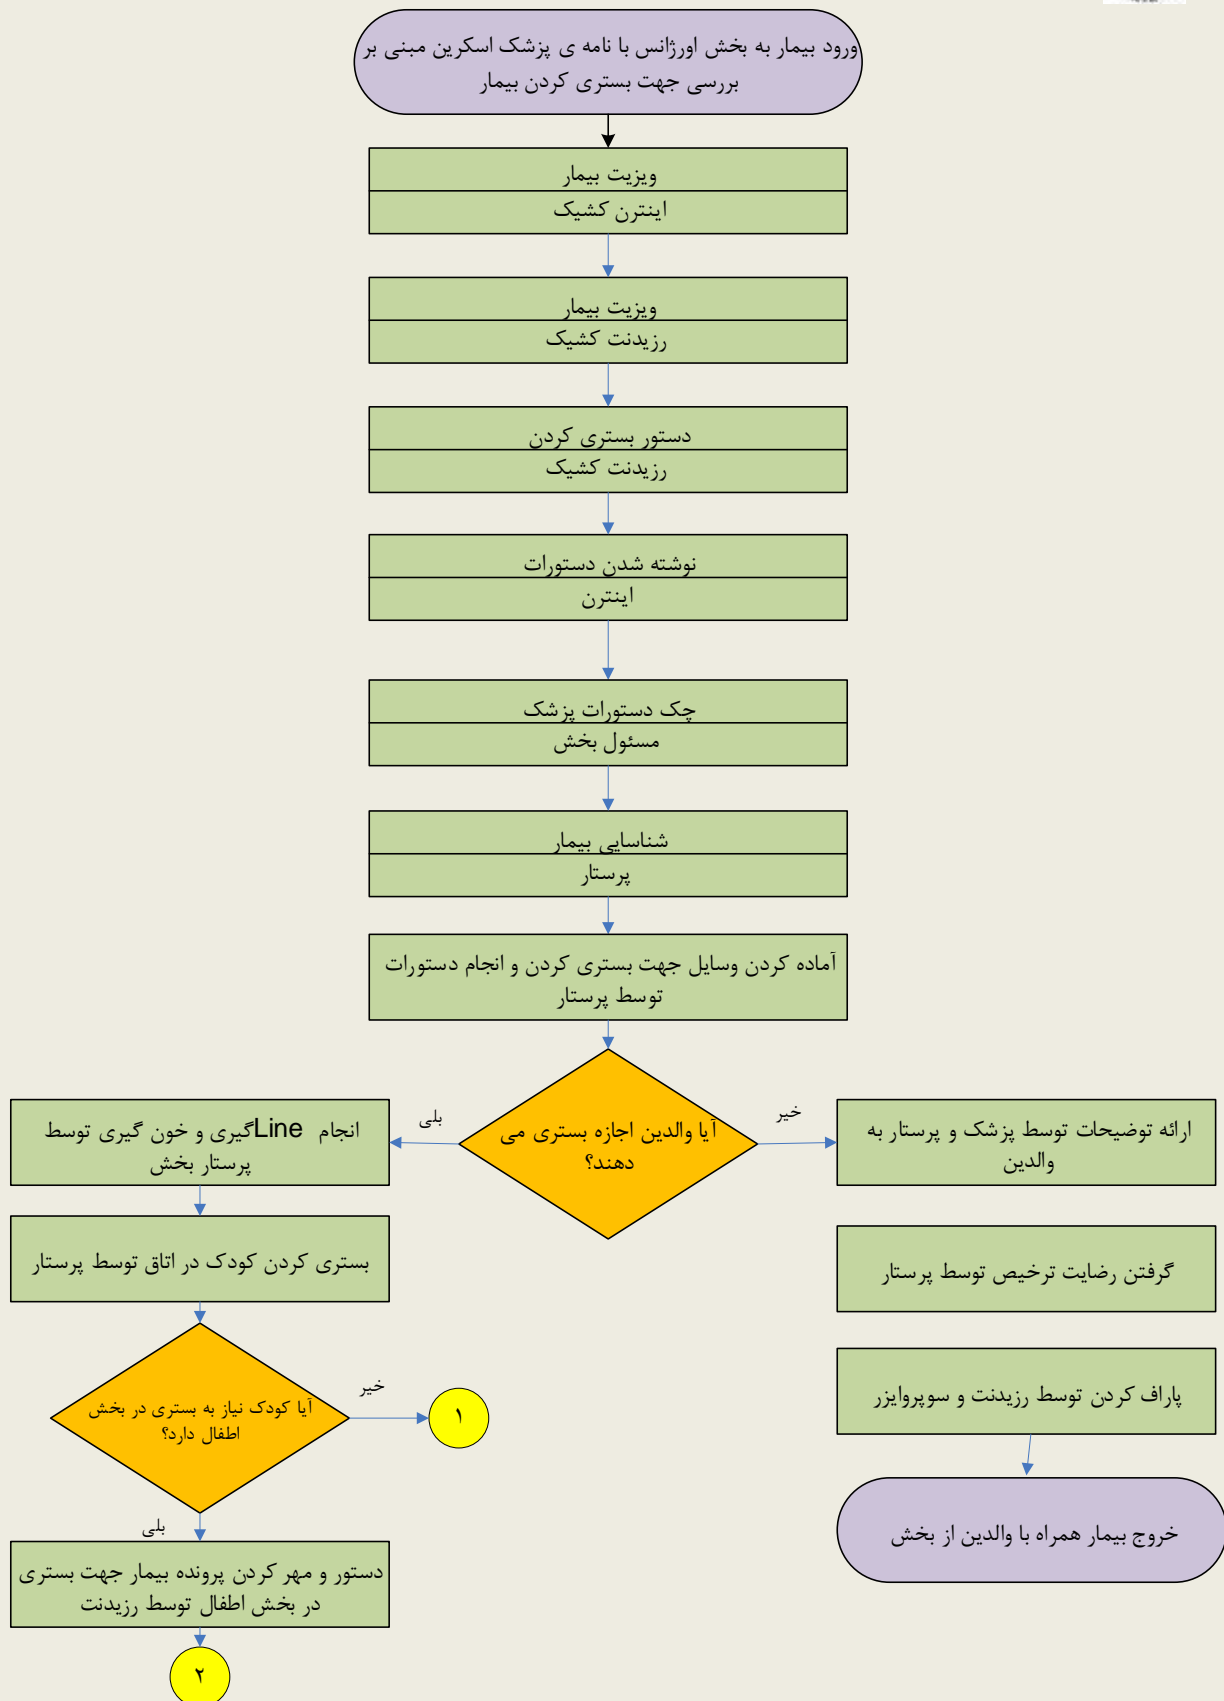 ورود بیمار به بخش اورژانس با نامه ی پزشک اسکرین مبنی بر
بررسی جهت بستری کردن بیمار
ویزیت بیمار
اینترن کشیک
ویزیت بیمار
رزیدنت کشیک
دستور بستری کردن
رزیدنت کشیک
نوشته شدن دستورات
اینترن
چک دستورات پزشک
مسئول بخش
شناسایی بیمار
پرستار
آماده کردن وسایل جهت بستری کردن و انجام دستورات
توسط پرستار
آیا والدین اجازه بستری می
دهند؟
خیر
ارائه توضیحات توسط پزشک و پرستار به
والدین
گرفتن رضایت ترخیص توسط پرستار
پاراف کردن توسط رزیدنت و سوپروایزر
خروج بیمار همراه با والدین از بخش
بلی
انجام Lineگیری و خون گیری توسط
پرستار بخش
بستری کردن کودک در اتاق توسط پرستار
آیا کودک نیاز به بستری در بخش
اطفال دارد؟
خیر
۱
بلی
دستور و مهر کردن پرونده بیمار جهت بستری
در بخش اطفال توسط رزیدنت
۲